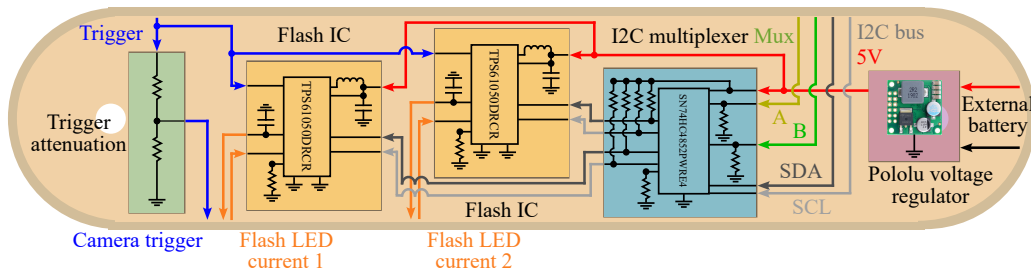 Trigger
Flash IC
I2C multiplexer
Mux
I2C bus
5V
TPS61050DRCR
TPS61050DRCR
SN74HC4852PWRE4
A
B
External
battery
Trigger
attenuation
SDA
SCL
Pololu voltage
regulator
Flash IC
Camera trigger
Flash LED
current 1
Flash LED
current 2